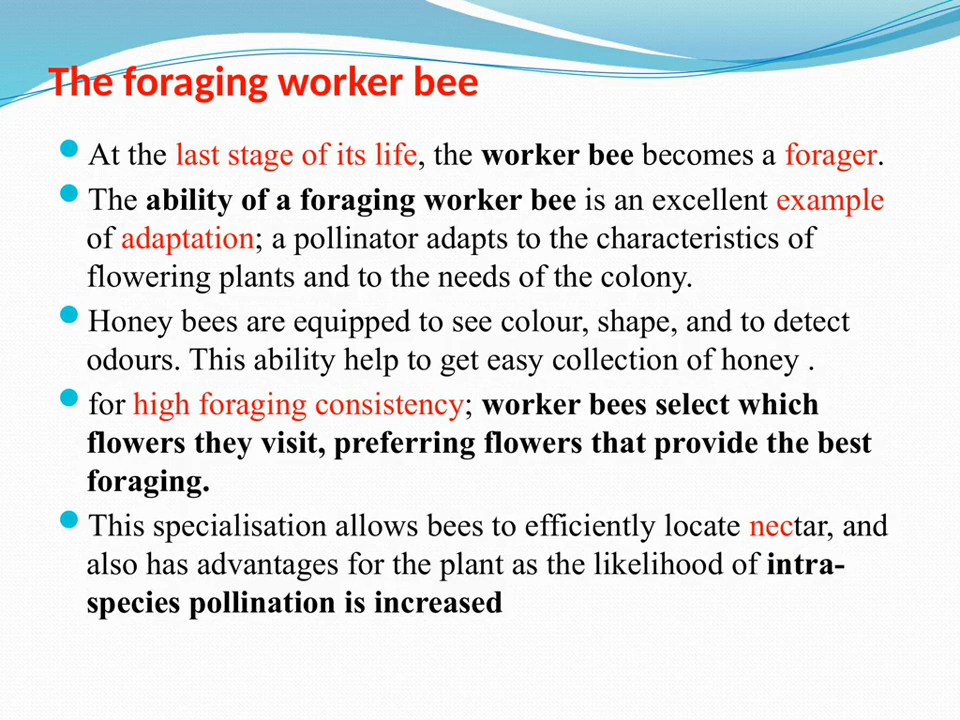 The foraging worker bee
At the last stage of its life, the worker bee becomes a forager.
The ability of a foraging worker bee is an excellent example
of adaptation; a pollinator adapts to the characteristics of
flowering plants and to the needs of the colony.
Honey bees are equipped to see colour, shape, and to detect
odours. This ability help to get easy collection of honey .
for high foraging consistency; worker bees select which
flowers they visit, preferring flowers that provide the best
foraging.
This specialisation allows bees to efficiently locate nectar, and
also has advantages for the plant as the likelihood of intra-
species pollination is increased